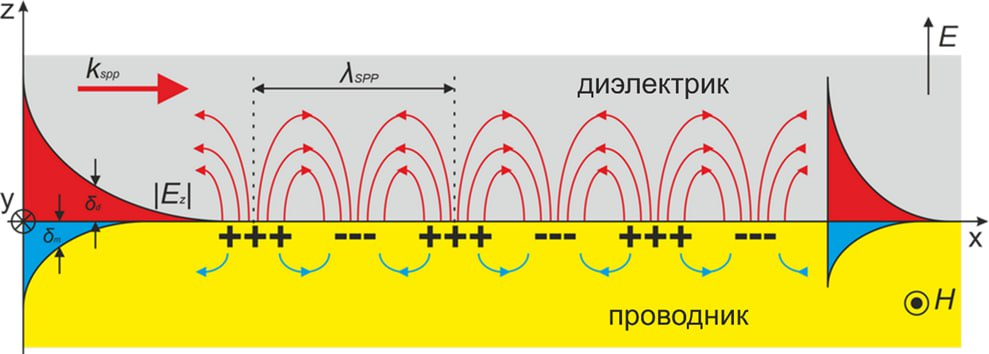 z
E
k_spp
λ_SPP
диэлектрик
|E_z|
δ_d
y
δ_m
+++ --- +++ --- +++ ---
x
H
проводник